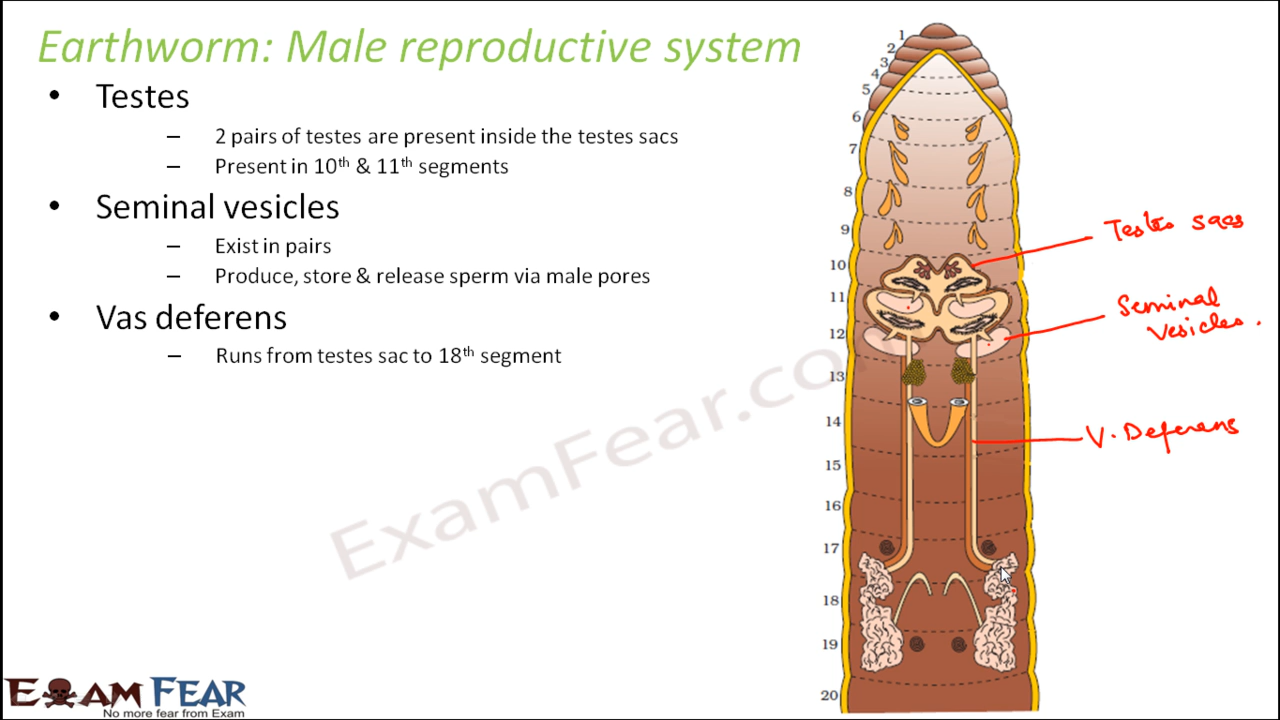 Earthworm: Male reproductive system
• Testes
– 2 pairs of testes are present inside the testes sacs
– Present in 10th & 11th segments
• Seminal vesicles
– Exist in pairs
– Produce, store & release sperm via male pores
• Vas deferens
– Runs from testes sac to 18th segment
1
2
3
4
5
6
7
8
9
10
11
12
13
14
15
16
17
18
19
20
Testes sacs
Seminal
vesicles.
V. Deferens
ExamFear.com
EXAM FEAR
No more fear from Exam